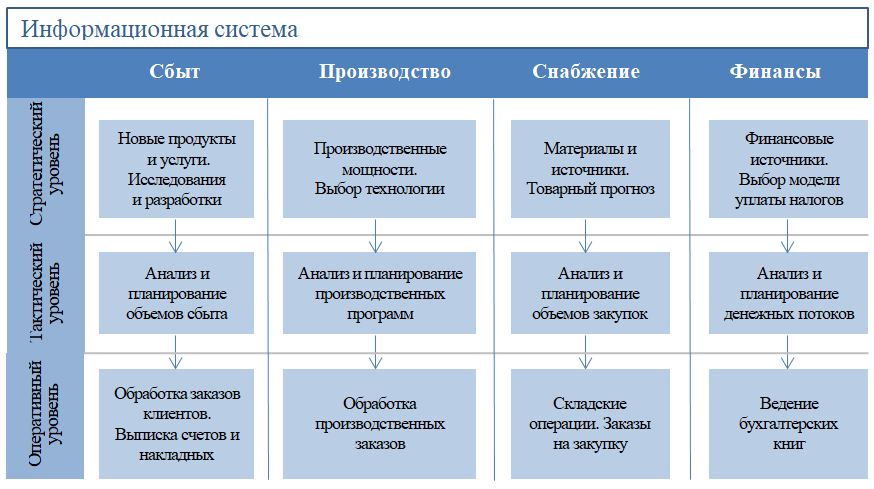 Информационная система
Сбыт
Производство
Снабжение
Финансы
Стратегический
уровень
Новые продукты
и услуги.
Исследования
и разработки
Производственные
мощности.
Выбор технологии
Материалы и
источники.
Товарный прогноз
Финансовые
источники.
Выбор модели
уплаты налогов
Тактический
уровень
Анализ и
планирование
объемов сбыта
Анализ и планирование
производственных
программ
Анализ и
планирование
объемов закупок
Анализ и
планирование
денежных потоков
Оперативный
уровень
Обработка заказов
клиентов.
Выписка счетов и
накладных
Обработка
производственных
заказов
Складские
операции. Заказы
на закупку
Ведение
бухгалтерских
книг